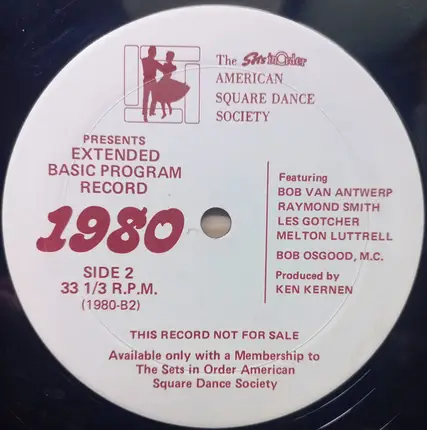 The Sets in Order
AMERICAN
SQUARE DANCE
SOCIETY
PRESENTS
EXTENDED
BASIC PROGRAM
RECORD
1980
SIDE 2
33 1/3 R.P.M.
(1980-B2)
Featuring
BOB VAN ANTWERP
RAYMOND SMITH
LES GOTCHER
MELTON LUTTRELL
BOB OSGOOD, M.C.
Produced by
KEN KERNEN
THIS RECORD NOT FOR SALE
Available only with a Membership to
The Sets in Order American
Square Dance Society